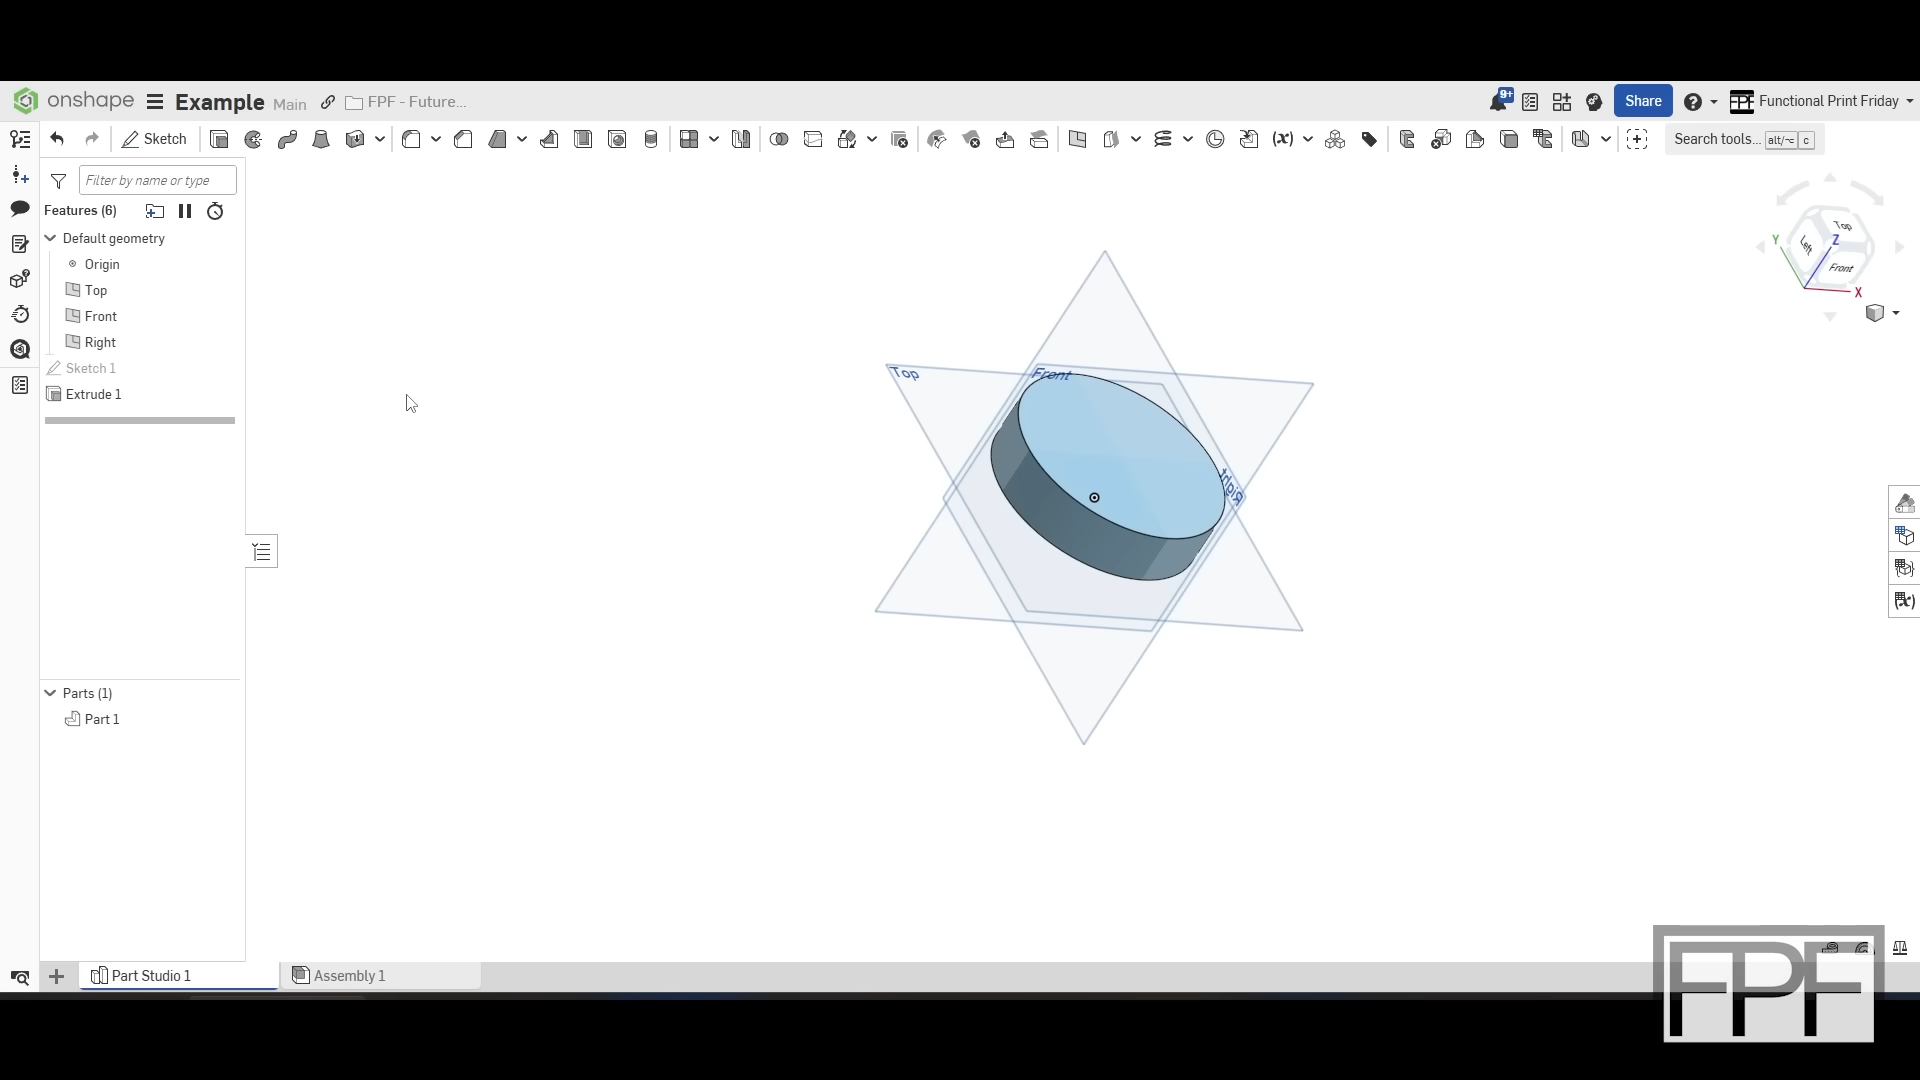 onshape Example Main FPF - Future... 9+ Share Functional Print Friday
Sketch (x) Search tools... alt/⌥ c
Filter by name or type
Features (6)
Default geometry
Origin
Top
Front
Right
Sketch 1
Extrude 1
Parts (1)
Part 1
Top
Front
Right
Top
Left
Front
Z
Y
X
(x)
Part Studio 1
Assembly 1
FPF